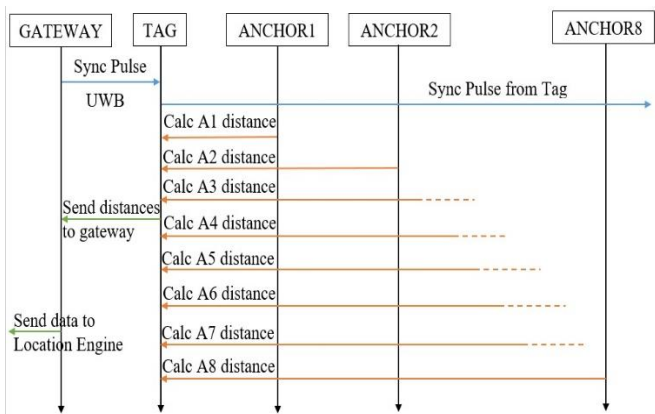 GATEWAY
TAG
ANCHOR1
ANCHOR2
ANCHOR8
Sync Pulse
UWB
Sync Pulse from Tag
Calc A1 distance
Calc A2 distance
Calc A3 distance
Send distances
to gateway
Calc A4 distance
Calc A5 distance
Calc A6 distance
Send data to
Location Engine
Calc A7 distance
Calc A8 distance